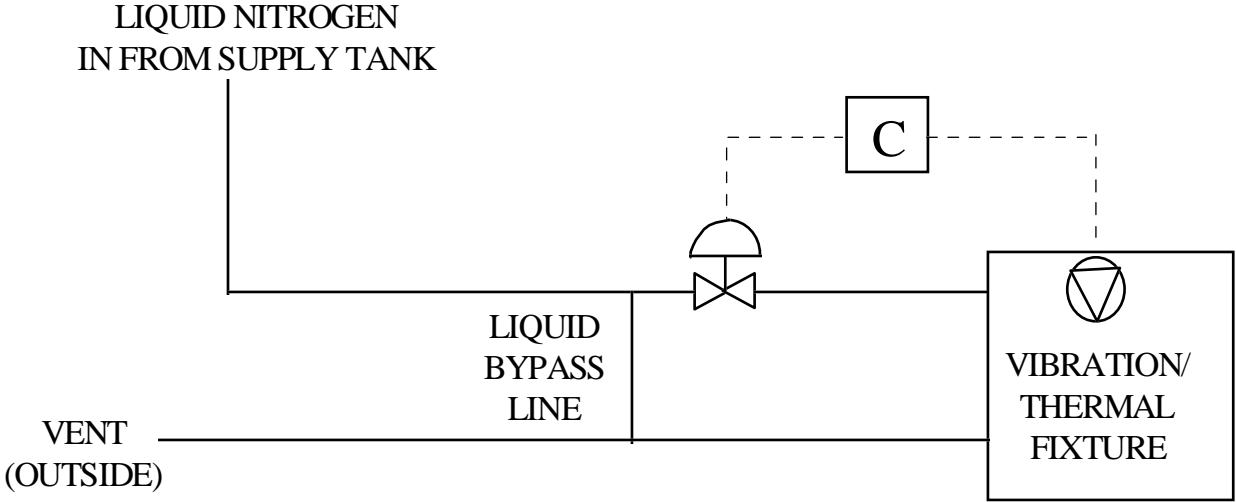 LIQUID NITROGEN
IN FROM SUPPLY TANK
C
LIQUID
BYPASS
LINE
VIBRATION/
THERMAL
FIXTURE
VENT
(OUTSIDE)